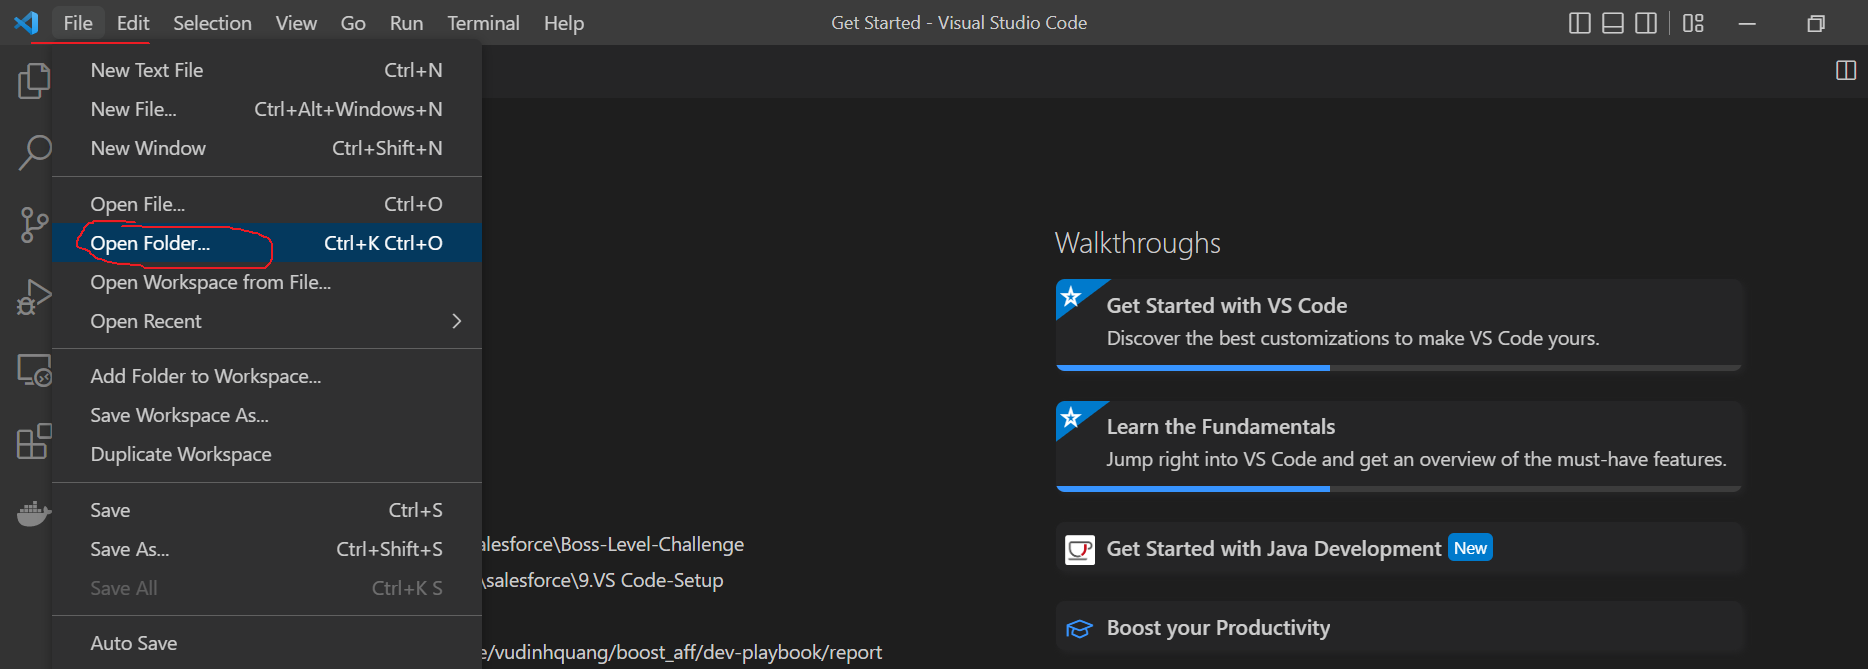 File Edit Selection View Go Run Terminal Help Get Started - Visual Studio Code
New Text File Ctrl+N
New File... Ctrl+Alt+Windows+N
New Window Ctrl+Shift+N
Open File... Ctrl+O
Open Folder... Ctrl+K Ctrl+O
Open Workspace from File...
Open Recent
Add Folder to Workspace...
Save Workspace As...
Duplicate Workspace
Save Ctrl+S
Save As... Ctrl+Shift+S
Save All Ctrl+K S
Auto Save
alesforce\Boss-Level-Challenge
\salesforce\9.VS Code-Setup
e/vudinhquang/boost_aff/dev-playbook/report
Walkthroughs
Get Started with VS Code
Discover the best customizations to make VS Code yours.
Learn the Fundamentals
Jump right into VS Code and get an overview of the must-have features.
Get Started with Java Development New
Boost your Productivity